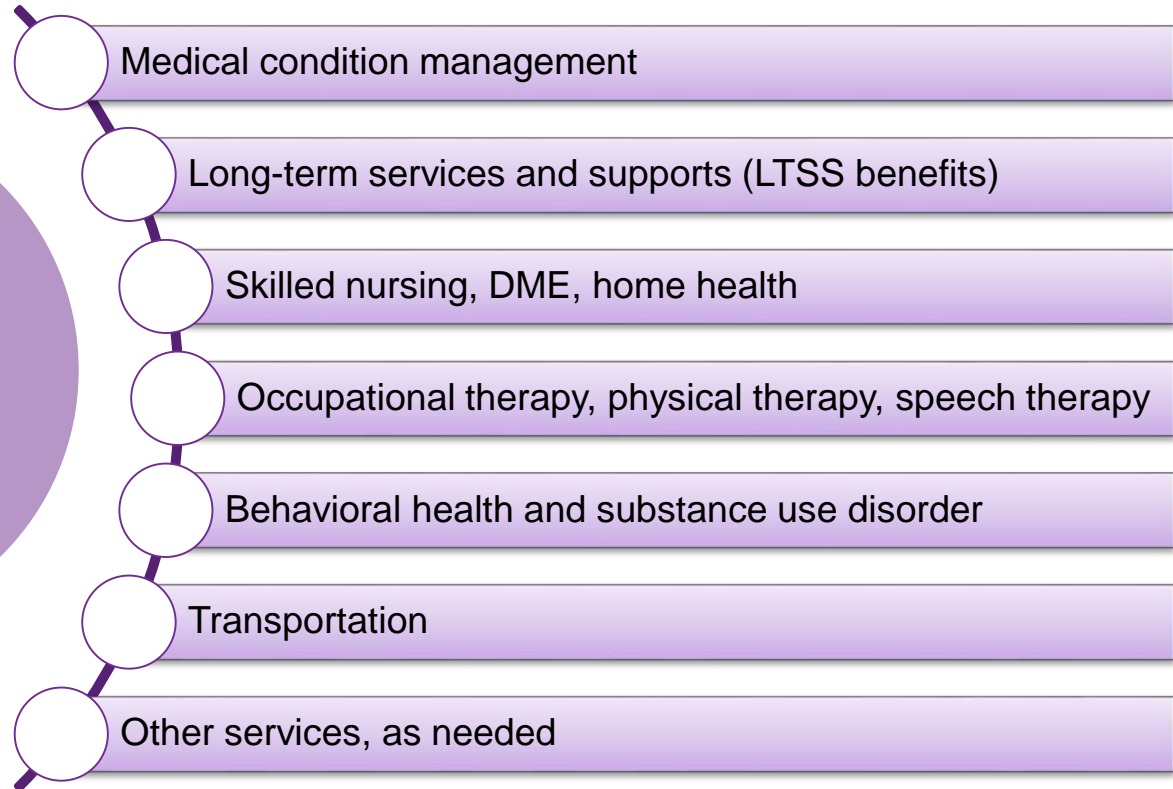 Medical condition management
Long-term services and supports (LTSS benefits)
Skilled nursing, DME, home health
Occupational therapy, physical therapy, speech therapy
Behavioral health and substance use disorder
Transportation
Other services, as needed